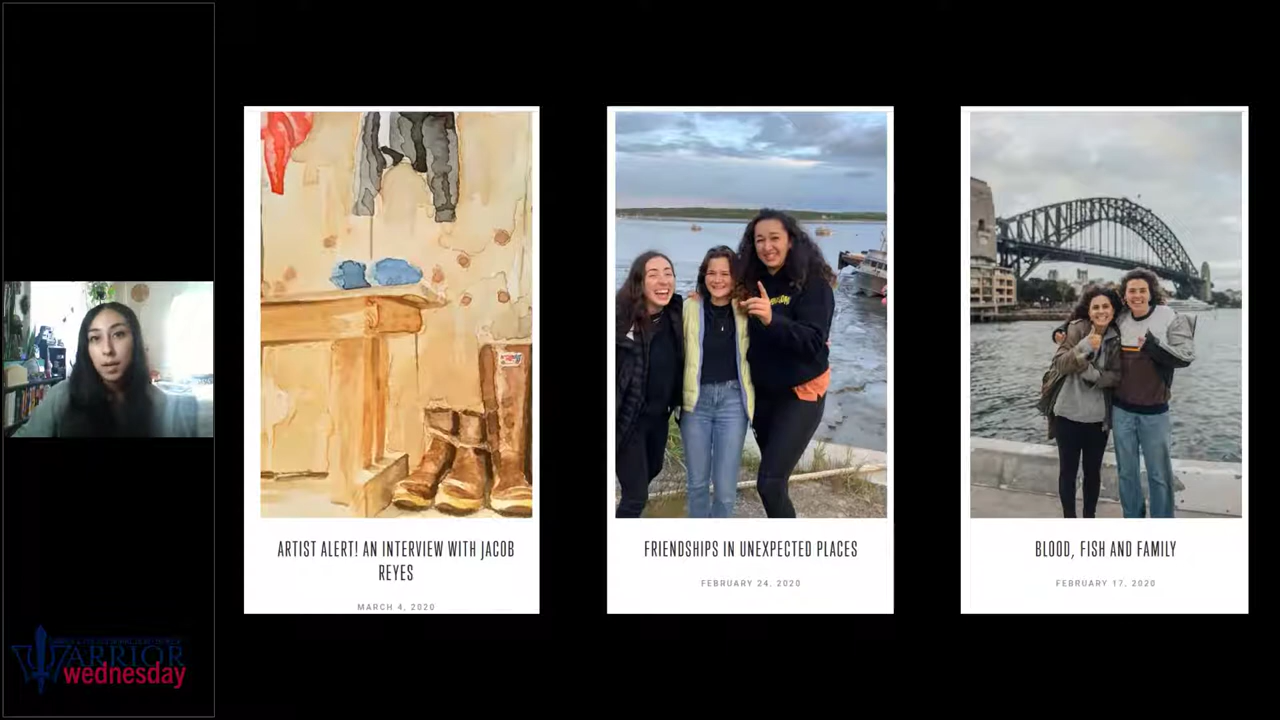 ARTIST ALERT! AN INTERVIEW WITH JACOB
REYES
MARCH 4, 2020
FRIENDSHIPS IN UNEXPECTED PLACES
FEBRUARY 24, 2020
BLOOD, FISH AND FAMILY
FEBRUARY 17, 2020
WARRIOR
wednesday